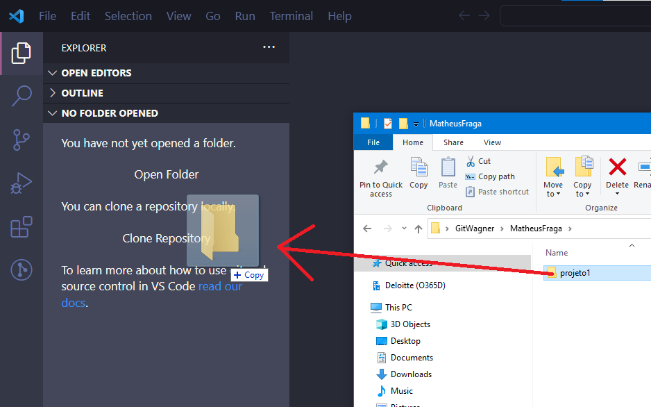 File Edit Selection View Go Run Terminal Help
EXPLORER
OPEN EDITORS
OUTLINE
NO FOLDER OPENED
You have not yet opened a folder.
Open Folder
You can clone a repository locally.
Clone Repository
To learn more about how to use
source control in VS Code read our
docs.
+ Copy
MatheusFraga
File Home Share View
Pin to Quick access
Copy
Paste
Cut
Copy path
Paste shortcut
Move to
Copy to
Delete
Rena
Clipboard
Organize
GitWagner > MatheusFraga >
Name
projeto1
Quick access
Deloitte (O365D)
This PC
3D Objects
Desktop
Documents
Downloads
Music
Pictures